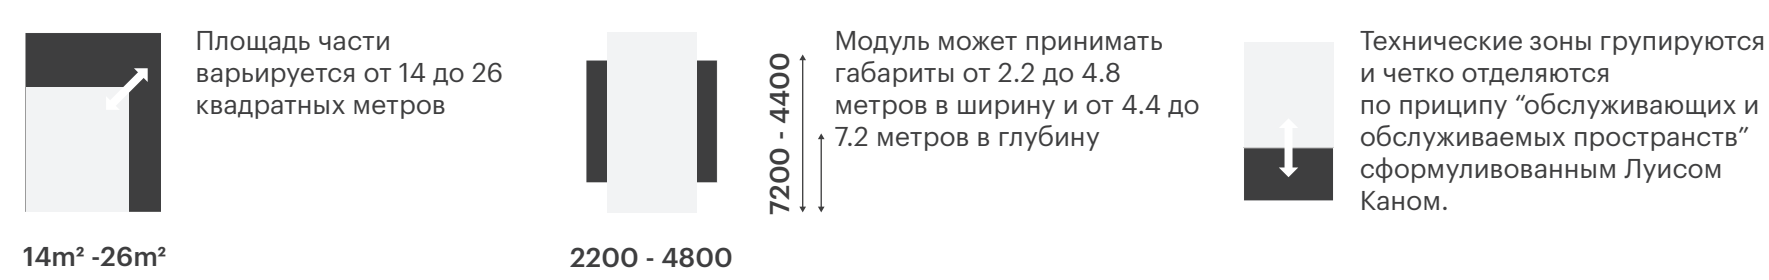 Площадь части
варьируется от 14 до 26
квадратных метров
14m² -26m²
7200 - 4400
2200 - 4800
Модуль может принимать
габариты от 2.2 до 4.8
метров в ширину и от 4.4 до
7.2 метров в глубину
Технические зоны групируются
и четко отделяются
по приципу “обслуживающих и
обслуживаемых пространств”
сформуливованным Луисом
Каном.